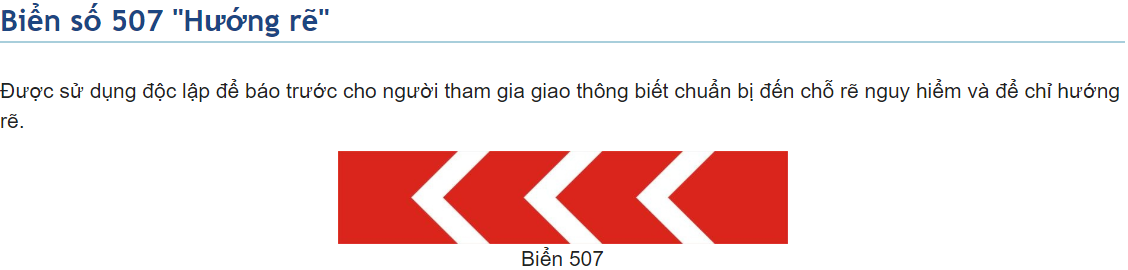 Biển số 507 "Hướng rẽ"
Được sử dụng độc lập để báo trước cho người tham gia giao thông biết chuẩn bị đến chỗ rẽ nguy hiểm và để chỉ hướng
rẽ.
Biển 507